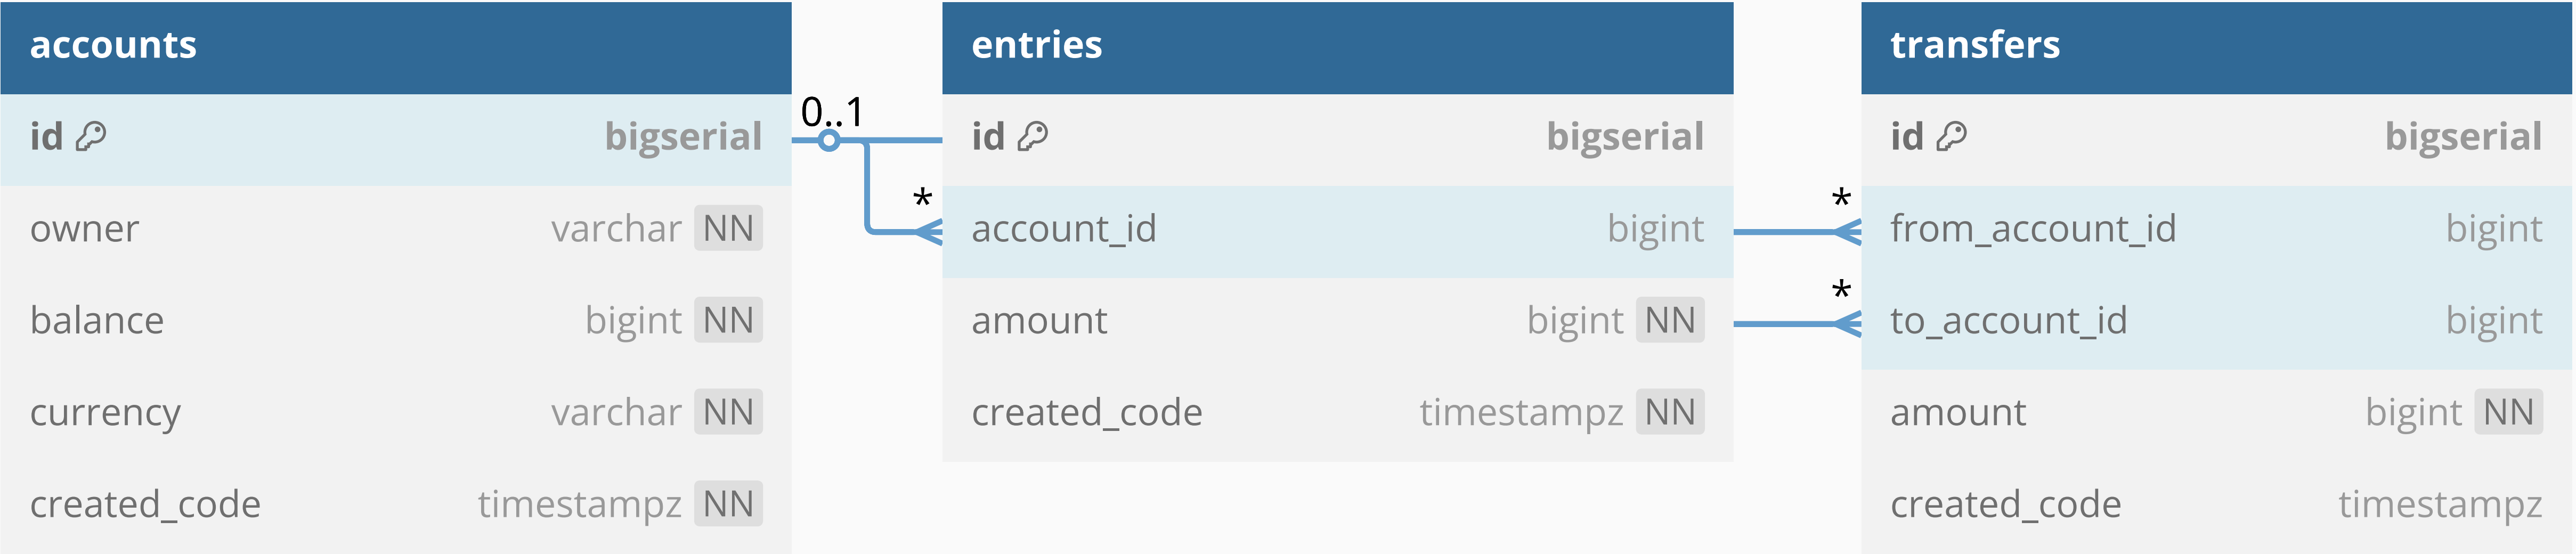 accounts
id bigserial
owner varchar NN
balance bigint NN
currency varchar NN
created_code timestampz NN
0..1
*
entries
id bigserial
account_id bigint
amount bigint NN
created_code timestampz NN
*
*
transfers
id bigserial
from_account_id bigint
to_account_id bigint
amount bigint NN
created_code timestampz